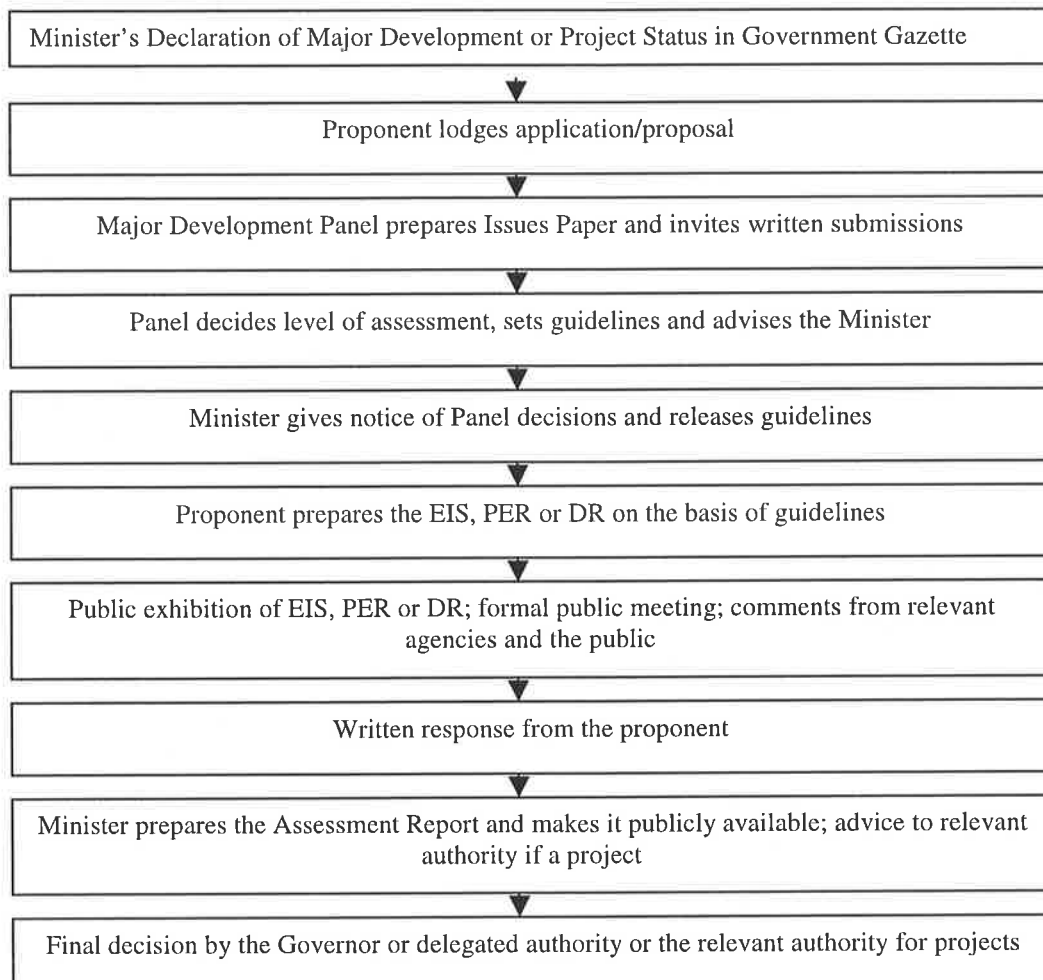 Minister’s Declaration of Major Development or Project Status in Government Gazette
Proponent lodges application/proposal
Major Development Panel prepares Issues Paper and invites written submissions
Panel decides level of assessment, sets guidelines and advises the Minister
Minister gives notice of Panel decisions and releases guidelines
Proponent prepares the EIS, PER or DR on the basis of guidelines
Public exhibition of EIS, PER or DR; formal public meeting; comments from relevant
agencies and the public
Written response from the proponent
Minister prepares the Assessment Report and makes it publicly available; advice to relevant
authority if a project
Final decision by the Governor or delegated authority or the relevant authority for projects